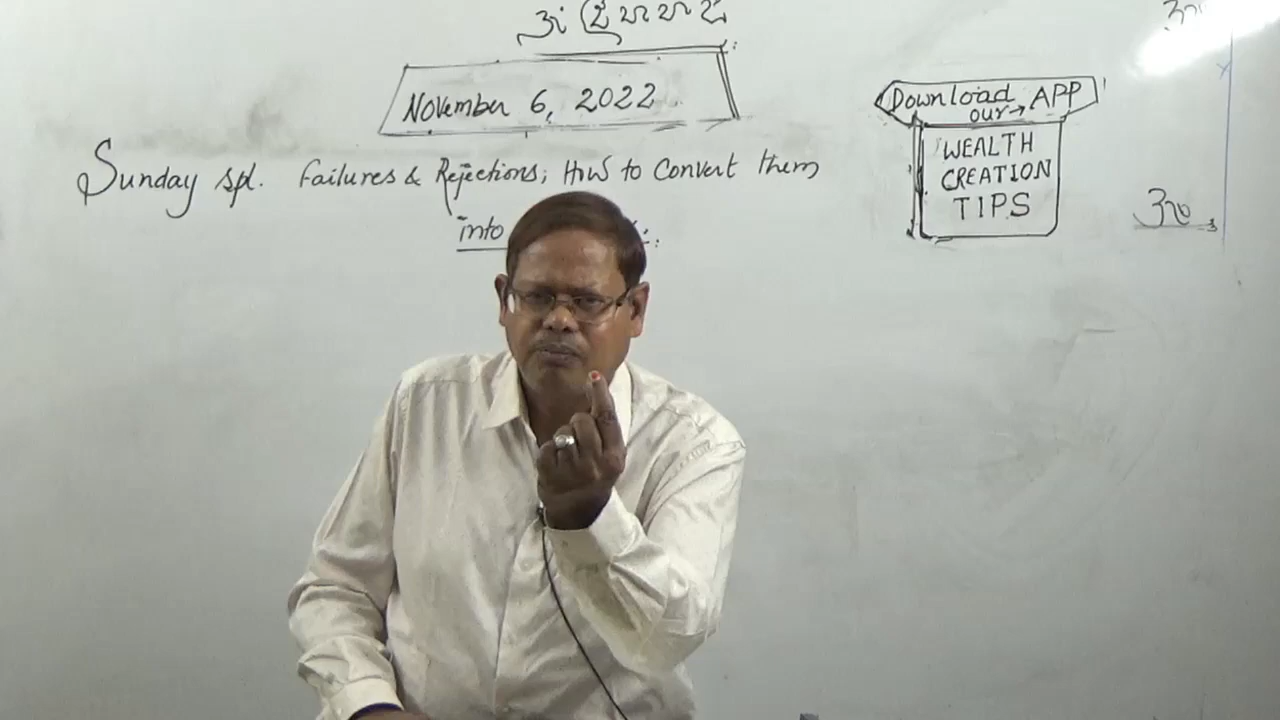 November 6, 2022
Sunday spl. Failures & Rejections; How to Convert them
into
Download
our → APP
WEALTH
CREATION
TIPS